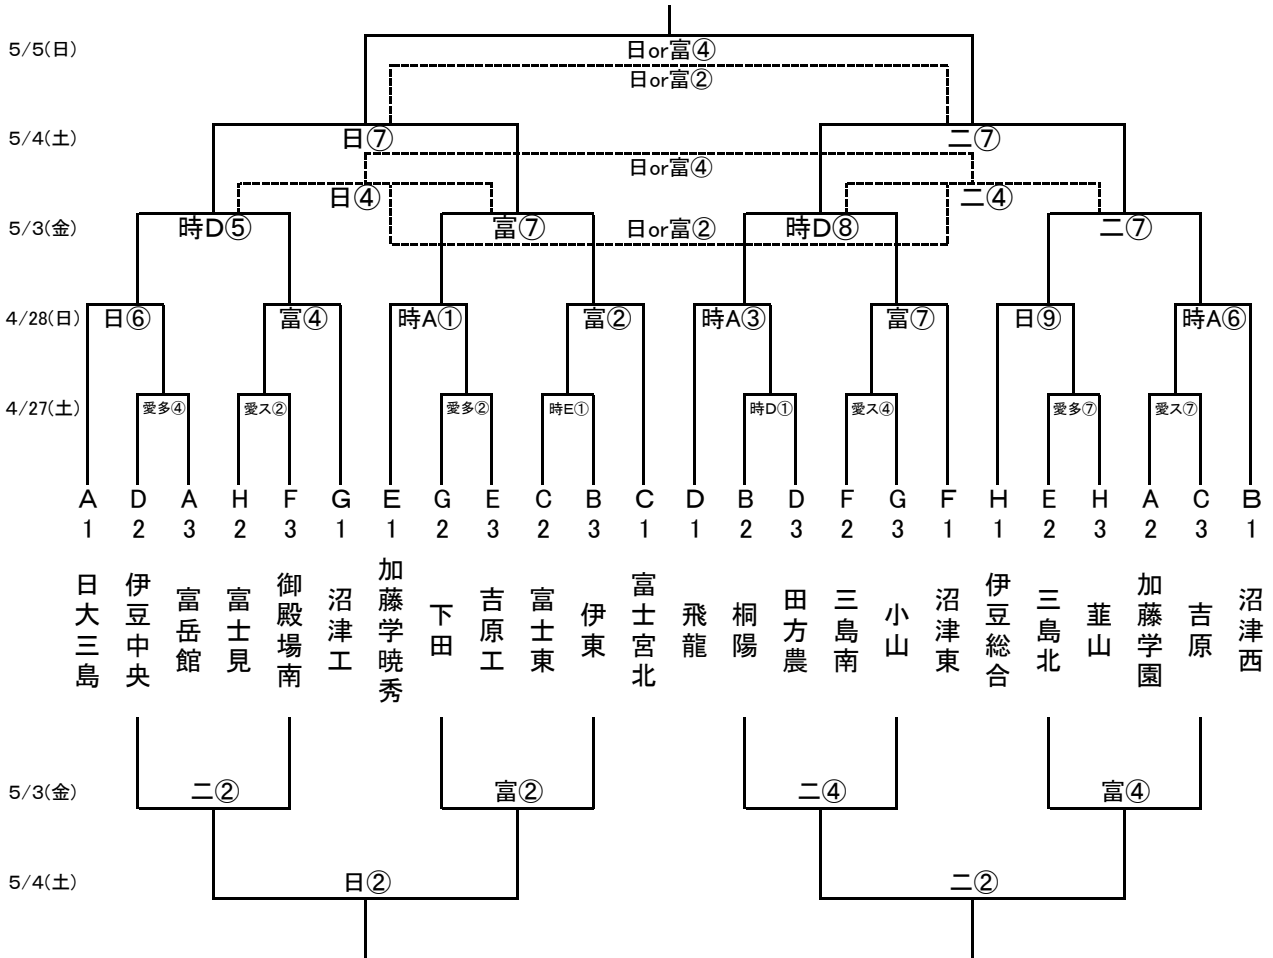 5/5(日)
日or富④
日or富②
5/4(土)
日⑦
二⑦
日or富④
日④
二④
5/3(金)
時D⑤
富⑦
日or富②
時D⑧
二⑦
4/28(日)
日⑥
富④
時A①
富②
時A③
富⑦
日⑨
時A⑥
4/27(土)
愛多④
愛ス②
愛多②
時E①
時D①
愛ス④
愛多⑦
愛ス⑦
A D A H F G E G E C B C D B D F G F H E H A C B
1 2 3 2 3 1 1 2 3 2 3 1 1 2 3 2 3 1 1 2 3 2 3 1
日大三島
伊豆中央
富岳館
富士見
御殿場南
沼津工
加藤学暁秀
下田
吉原工
富士東
伊東
富士宮北
飛龍
桐陽
田方農
三島南
小山
沼津東
伊豆総合
三島北
韮山
加藤学園
吉原
沼津西
5/3(金)
二②
富②
二④
富④
5/4(土)
日②
二②